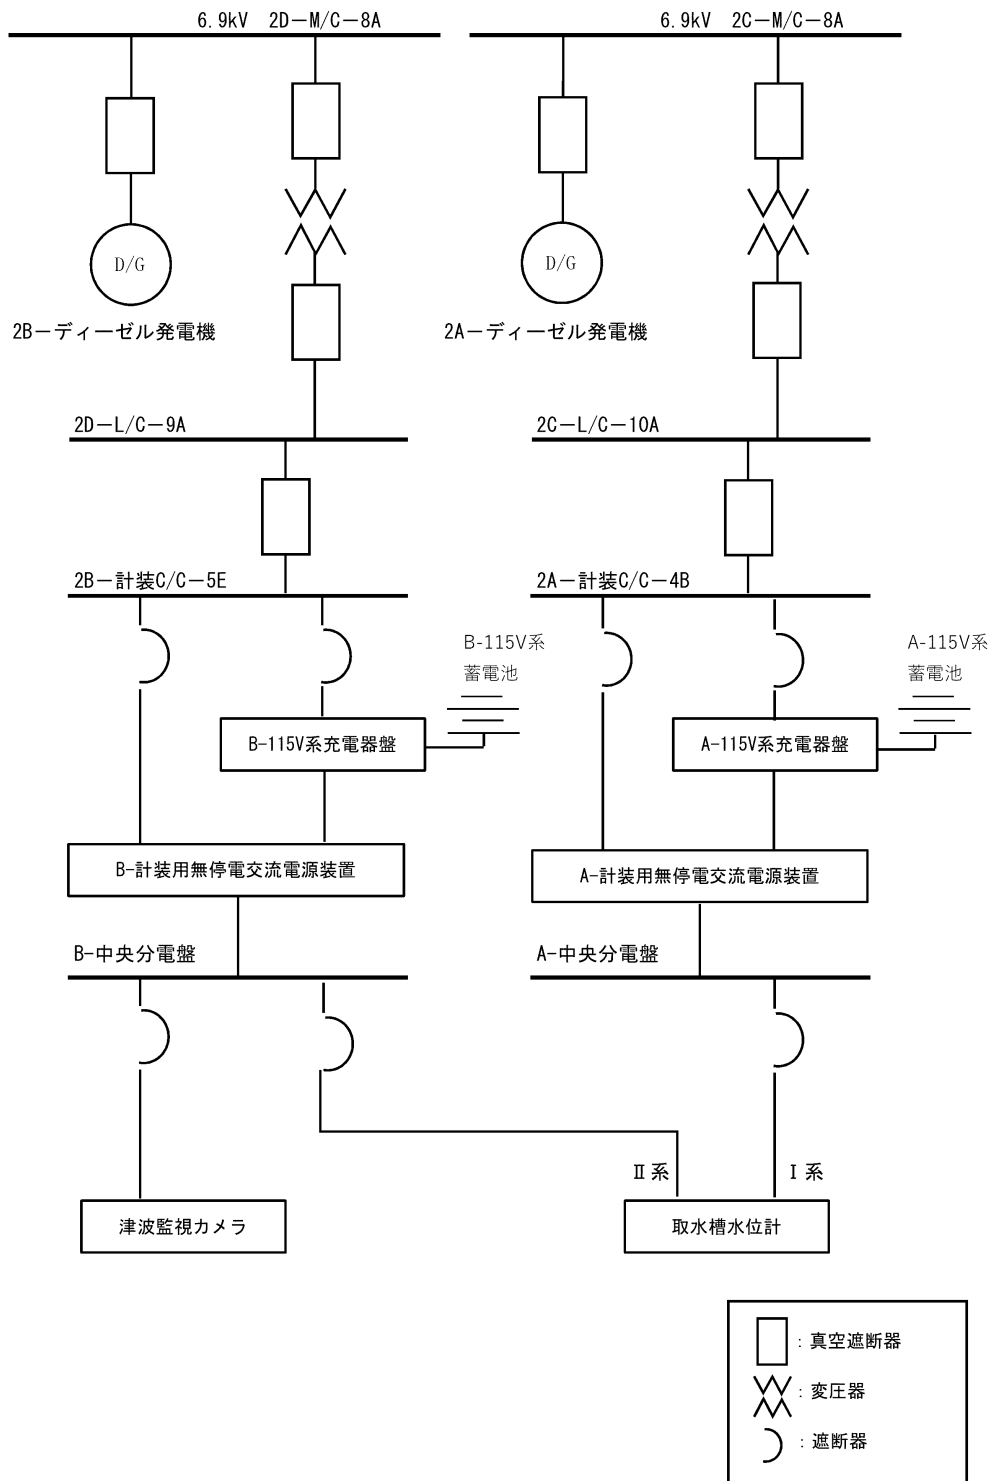 6.9kV 2D－M/C－8A
6.9kV 2C－M/C－8A
D/G
D/G
2B－ディーゼル発電機
2A－ディーゼル発電機
2D－L/C－9A
2C－L/C－10A
2B－計装C/C－5E
2A－計装C/C－4B
B-115V系
蓄電池
A-115V系
蓄電池
B-115V系充電器盤
A-115V系充電器盤
B-計装用無停電交流電源装置
A-計装用無停電交流電源装置
B-中央分電盤
A-中央分電盤
Ⅱ系
Ⅰ系
津波監視カメラ
取水槽水位計
：真空遮断器
：変圧器
：遮断器